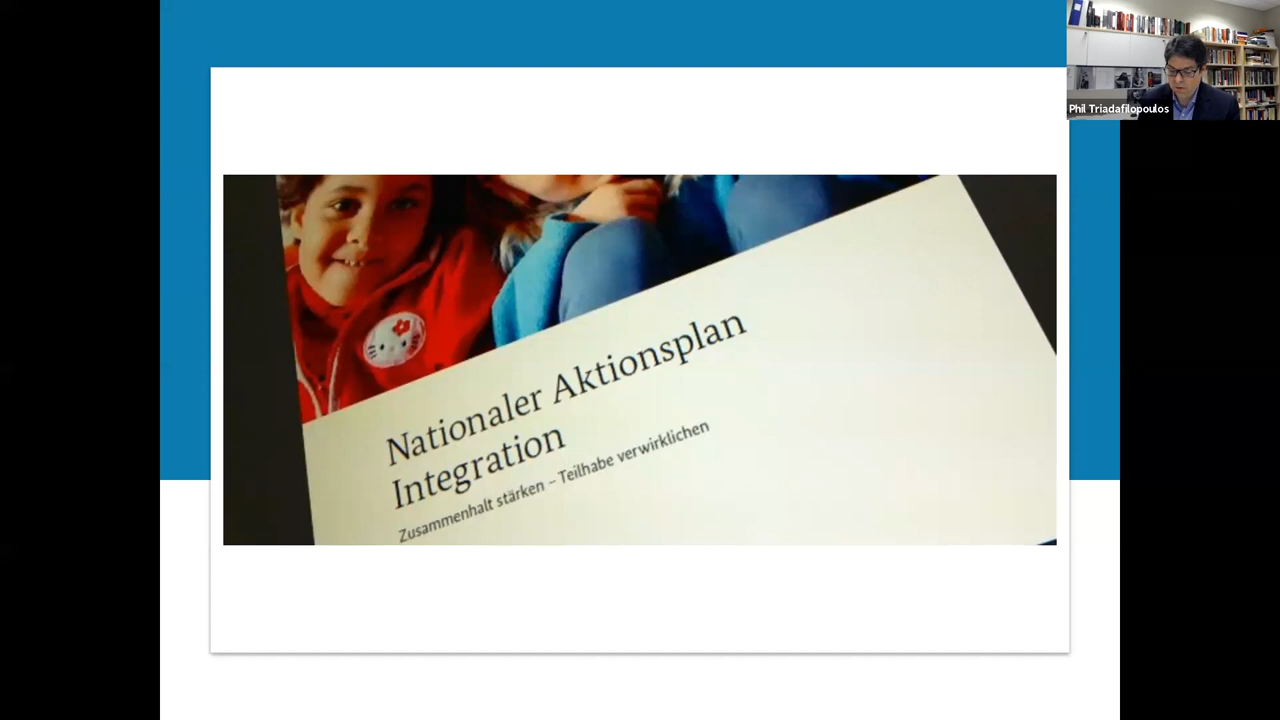 Phil Triadafilopoulos
Nationaler Aktionsplan
Integration
Zusammenhalt stärken – Teilhabe verwirklichen